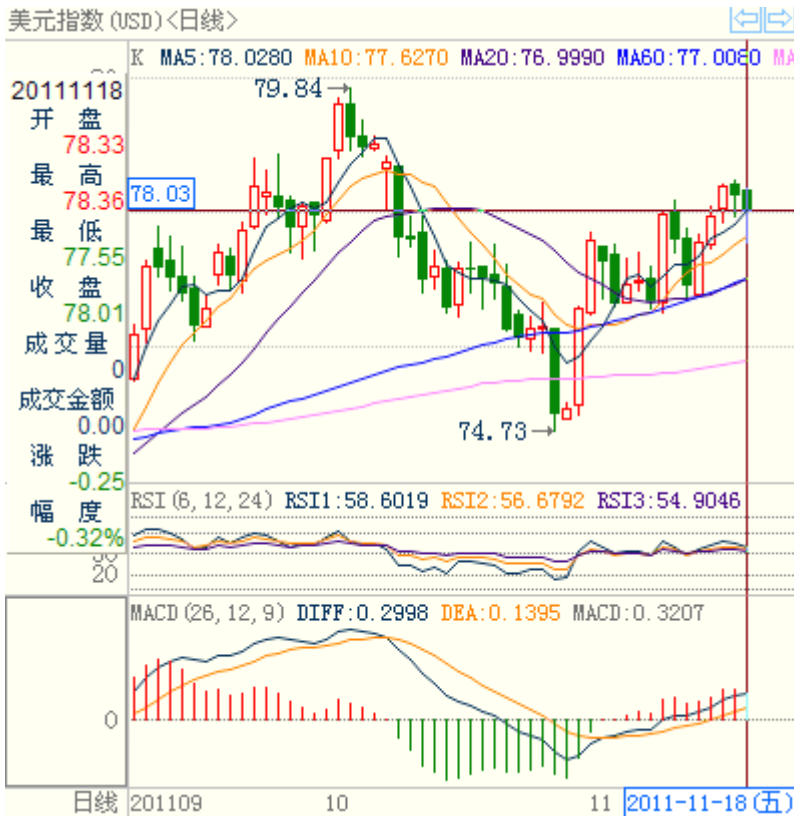 美元指数(USD)<日线>
K MA5:78.0280 MA10:77.6270 MA20:76.9990 MA60:77.0080
20111118
开 盘
78.33
最 高
78.36
最 低
77.55
收 盘
78.01
成交量
0
成交金额
0.00
涨 跌
-0.25
幅 度
-0.32%
79.84
78.03
74.73
RSI(6,12,24) RSI1:58.6019 RSI2:56.6792 RSI3:54.9046
20
MACD(26,12,9) DIFF:0.2998 DEA:0.1395 MACD:0.3207
0
日线 201109 10 11 2011-11-18(五)